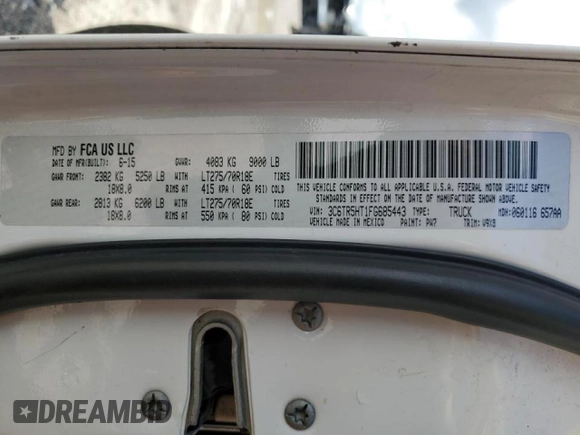 MFD BY FCA US LLC
DATE OF MFR(BUILT): 6-15 GVWR: 4083 KG 9000 LB
FRONT: 2382 KG 5250 LB WITH LT275/70R18E TIRES
18X8.0 RIMS AT 415 KPA ( 60 PSI) COLD
REAR: 2813 KG 6200 LB WITH LT275/70R18E TIRES
18X8.0 RIMS AT 550 KPA ( 80 PSI) COLD
THIS VEHICLE CONFORMS TO ALL APPLICABLE U.S.A. FEDERAL MOTOR VEHICLE SAFETY
STANDARDS IN EFFECT ON THE DATE OF MANUFACTURE SHOWN ABOVE.
VIN: 3C6TR5HT1FG685443 TYPE: TRUCK MDH: 060116 657AA
VEHICLE MADE IN MEXICO PAINT: PW7 TRIM: V9X8
DREAMBID